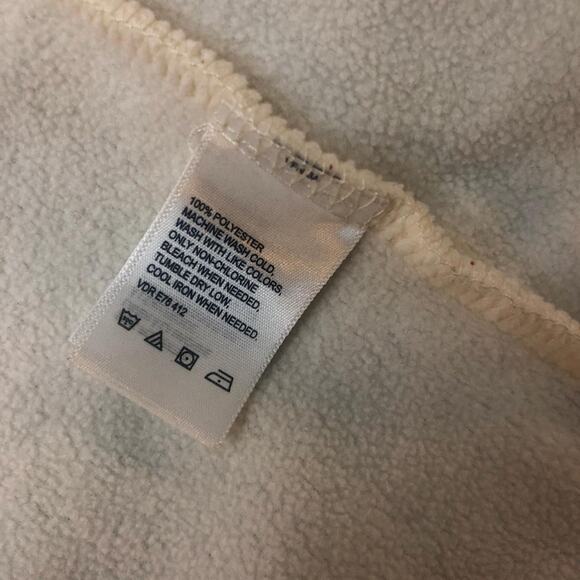 100% POLYESTER
MACHINE WASH COLD,
WASH WITH LIKE COLORS,
ONLY NON-CHLORINE
BLEACH WHEN NEEDED,
TUMBLE DRY LOW,
COOL IRON WHEN NEEDED.
VDR E78 412